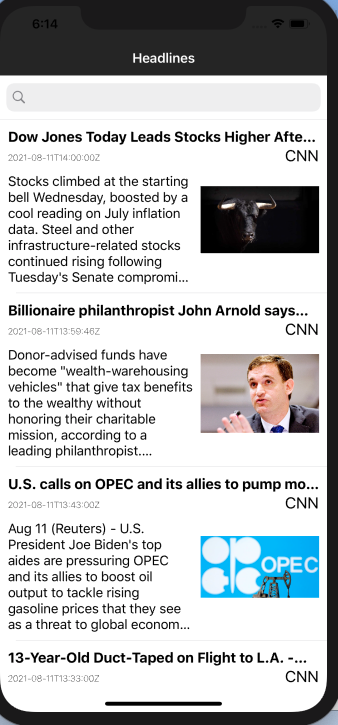 6:14
Headlines
Dow Jones Today Leads Stocks Higher Afte...
2021-08-11T14:00:00Z
CNN
Stocks climbed at the starting
bell Wednesday, boosted by a
cool reading on July inflation
data. Steel and other
infrastructure-related stocks
continued rising following
Tuesday's Senate compromi...
Billionaire philanthropist John Arnold says...
2021-08-11T13:59:46Z
CNN
Donor-advised funds have
become "wealth-warehousing
vehicles" that give tax benefits
to the wealthy without
honoring their charitable
mission, according to a
leading philanthropist....
U.S. calls on OPEC and its allies to pump mo...
2021-08-11T13:43:00Z
CNN
Aug 11 (Reuters) - U.S.
President Joe Biden's top
aides are pressuring OPEC
and its allies to boost oil
output to tackle rising
gasoline prices that they see
as a threat to global econom...
OPEC
13-Year-Old Duct-Taped on Flight to L.A. -...
2021-08-11T13:33:00Z
CNN